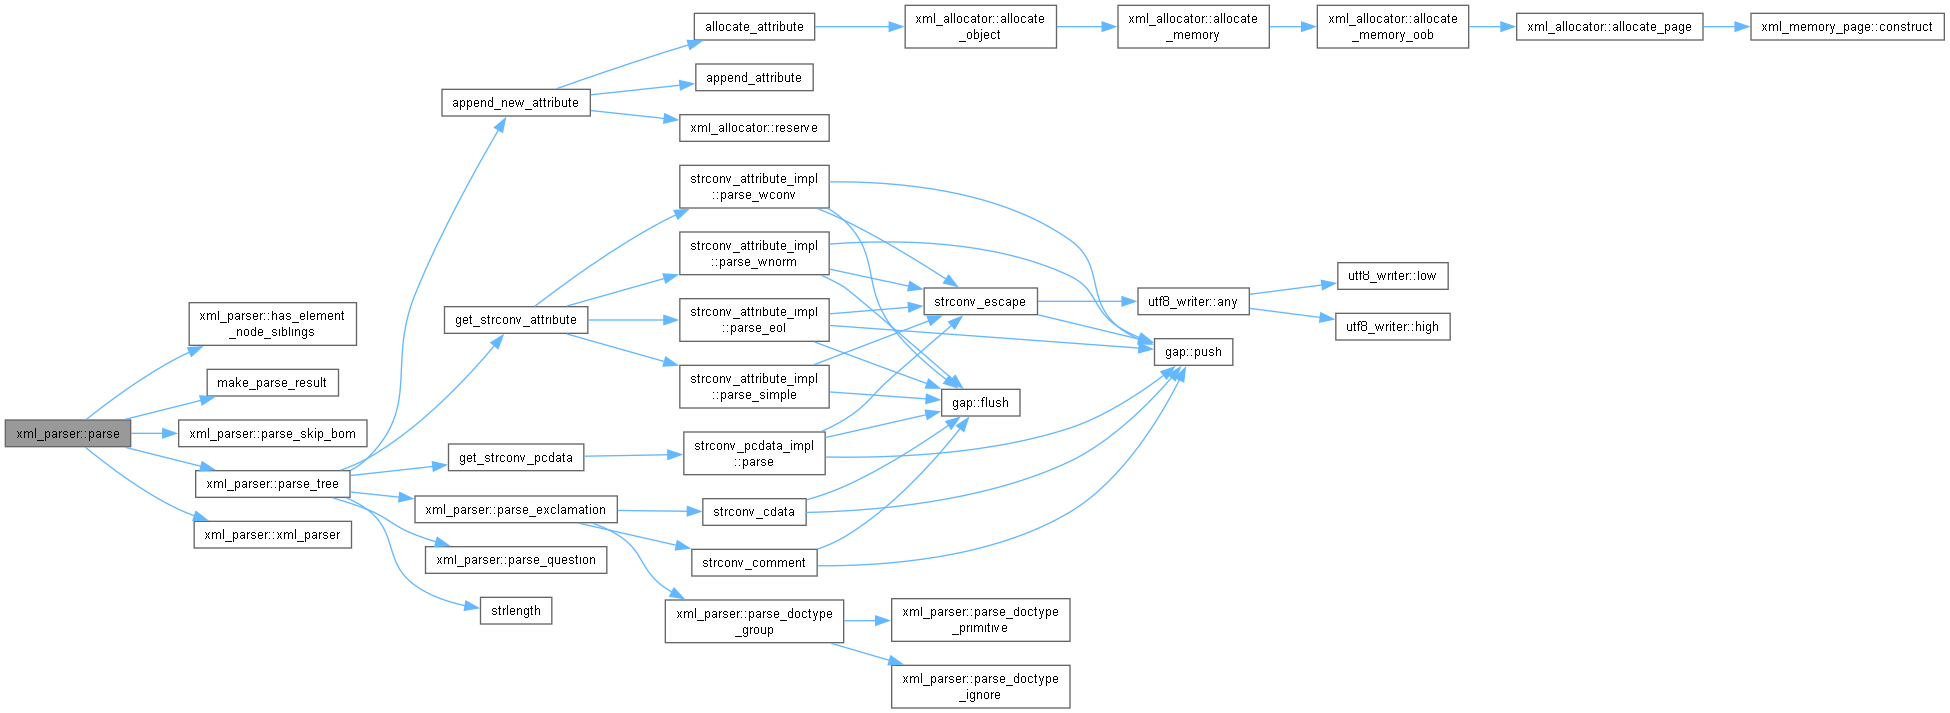 xml_parser::parse
xml_parser::has_element
_node_siblings
make_parse_result
xml_parser::parse_skip_bom
xml_parser::parse_tree
xml_parser::xml_parser
append_new_attribute
get_strconv_attribute
get_strconv_pcdata
xml_parser::parse_exclamation
xml_parser::parse_question
strlength
allocate_attribute
append_attribute
xml_allocator::reserve
strconv_attribute_impl
::parse_wconv
strconv_attribute_impl
::parse_wnorm
strconv_attribute_impl
::parse_eol
strconv_attribute_impl
::parse_simple
strconv_pcdata_impl
::parse
strconv_cdata
strconv_comment
xml_parser::parse_doctype
_group
xml_allocator::allocate
_object
strconv_escape
gap::flush
xml_parser::parse_doctype
_primitive
xml_parser::parse_doctype
_ignore
xml_allocator::allocate
_memory
utf8_writer::any
gap::push
xml_allocator::allocate
_memory_oob
utf8_writer::low
utf8_writer::high
xml_allocator::allocate_page
xml_memory_page::construct